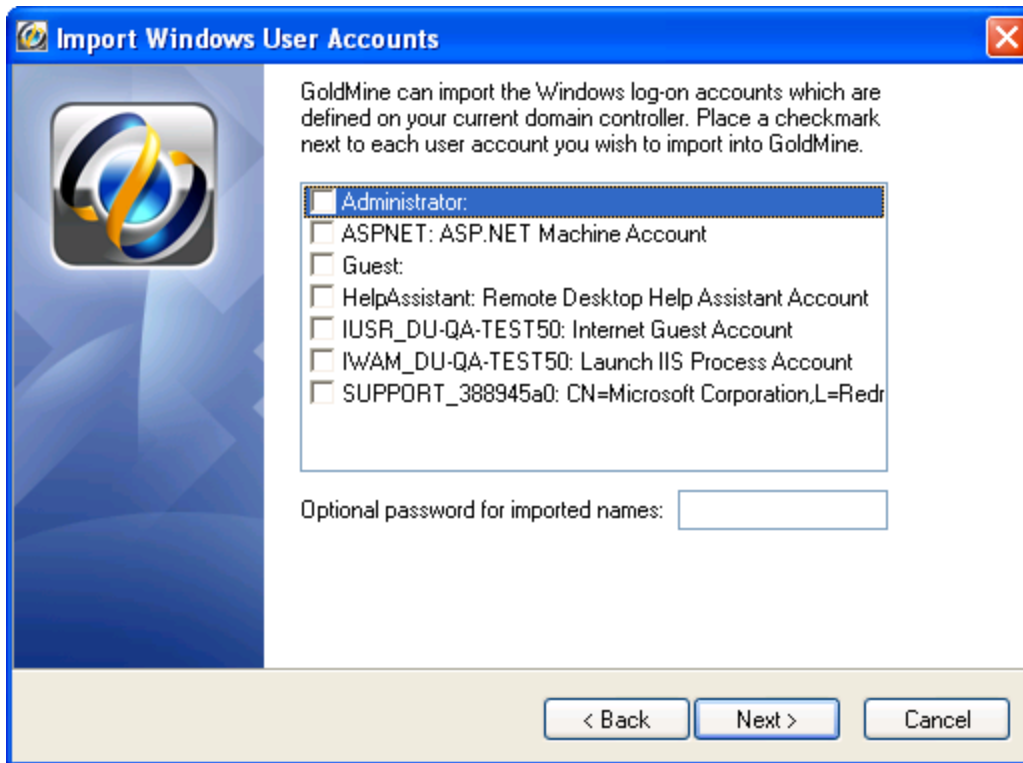 Import Windows User Accounts
GoldMine can import the Windows log-on accounts which are
defined on your current domain controller. Place a checkmark
next to each user account you wish to import into GoldMine.
Administrator:
ASPNET: ASP.NET Machine Account
Guest:
HelpAssistant: Remote Desktop Help Assistant Account
IUSR_DU-QA-TEST50: Internet Guest Account
IWAM_DU-QA-TEST50: Launch IIS Process Account
SUPPORT_388945a0: CN=Microsoft Corporation,L=Redr
Optional password for imported names:
< Back
Next >
Cancel